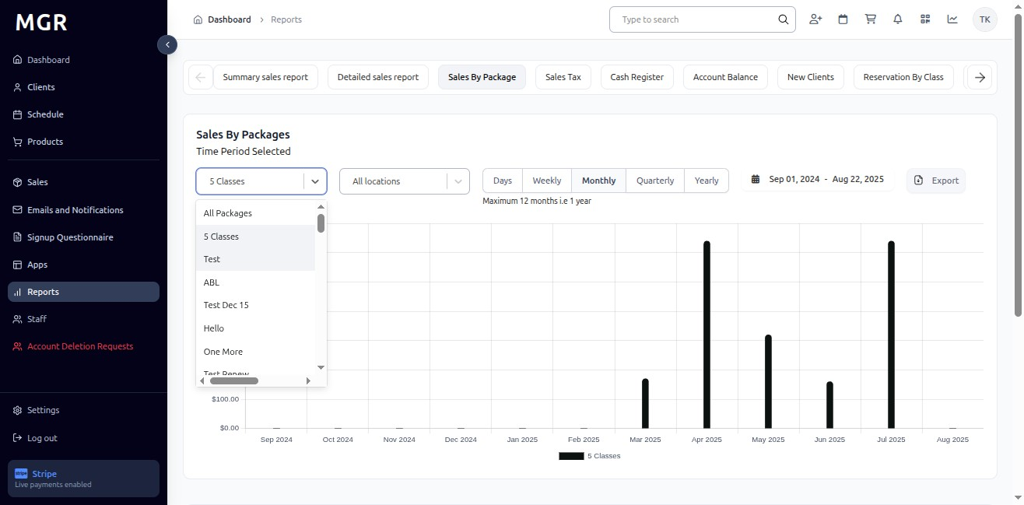 MGR
Dashboard
Clients
Schedule
Products
Sales
Emails and Notifications
Signup Questionnaire
Apps
Reports
Staff
Account Deletion Requests
Settings
Log out
stripe Stripe
Live payments enabled
Dashboard > Reports
Type to search
TK
Summary sales report
Detailed sales report
Sales By Package
Sales Tax
Cash Register
Account Balance
New Clients
Reservation By Class
Sales By Packages
Time Period Selected
5 Classes
All locations
Days
Weekly
Monthly
Quarterly
Yearly
Sep 01, 2024 - Aug 22, 2025
Export
Maximum 12 months i.e 1 year
All Packages
5 Classes
Test
ABL
Test Dec 15
Hello
One More
Test Renew
$100.00
$0.00
Sep 2024
Oct 2024
Nov 2024
Dec 2024
Jan 2025
Feb 2025
Mar 2025
Apr 2025
May 2025
Jun 2025
Jul 2025
Aug 2025
5 Classes